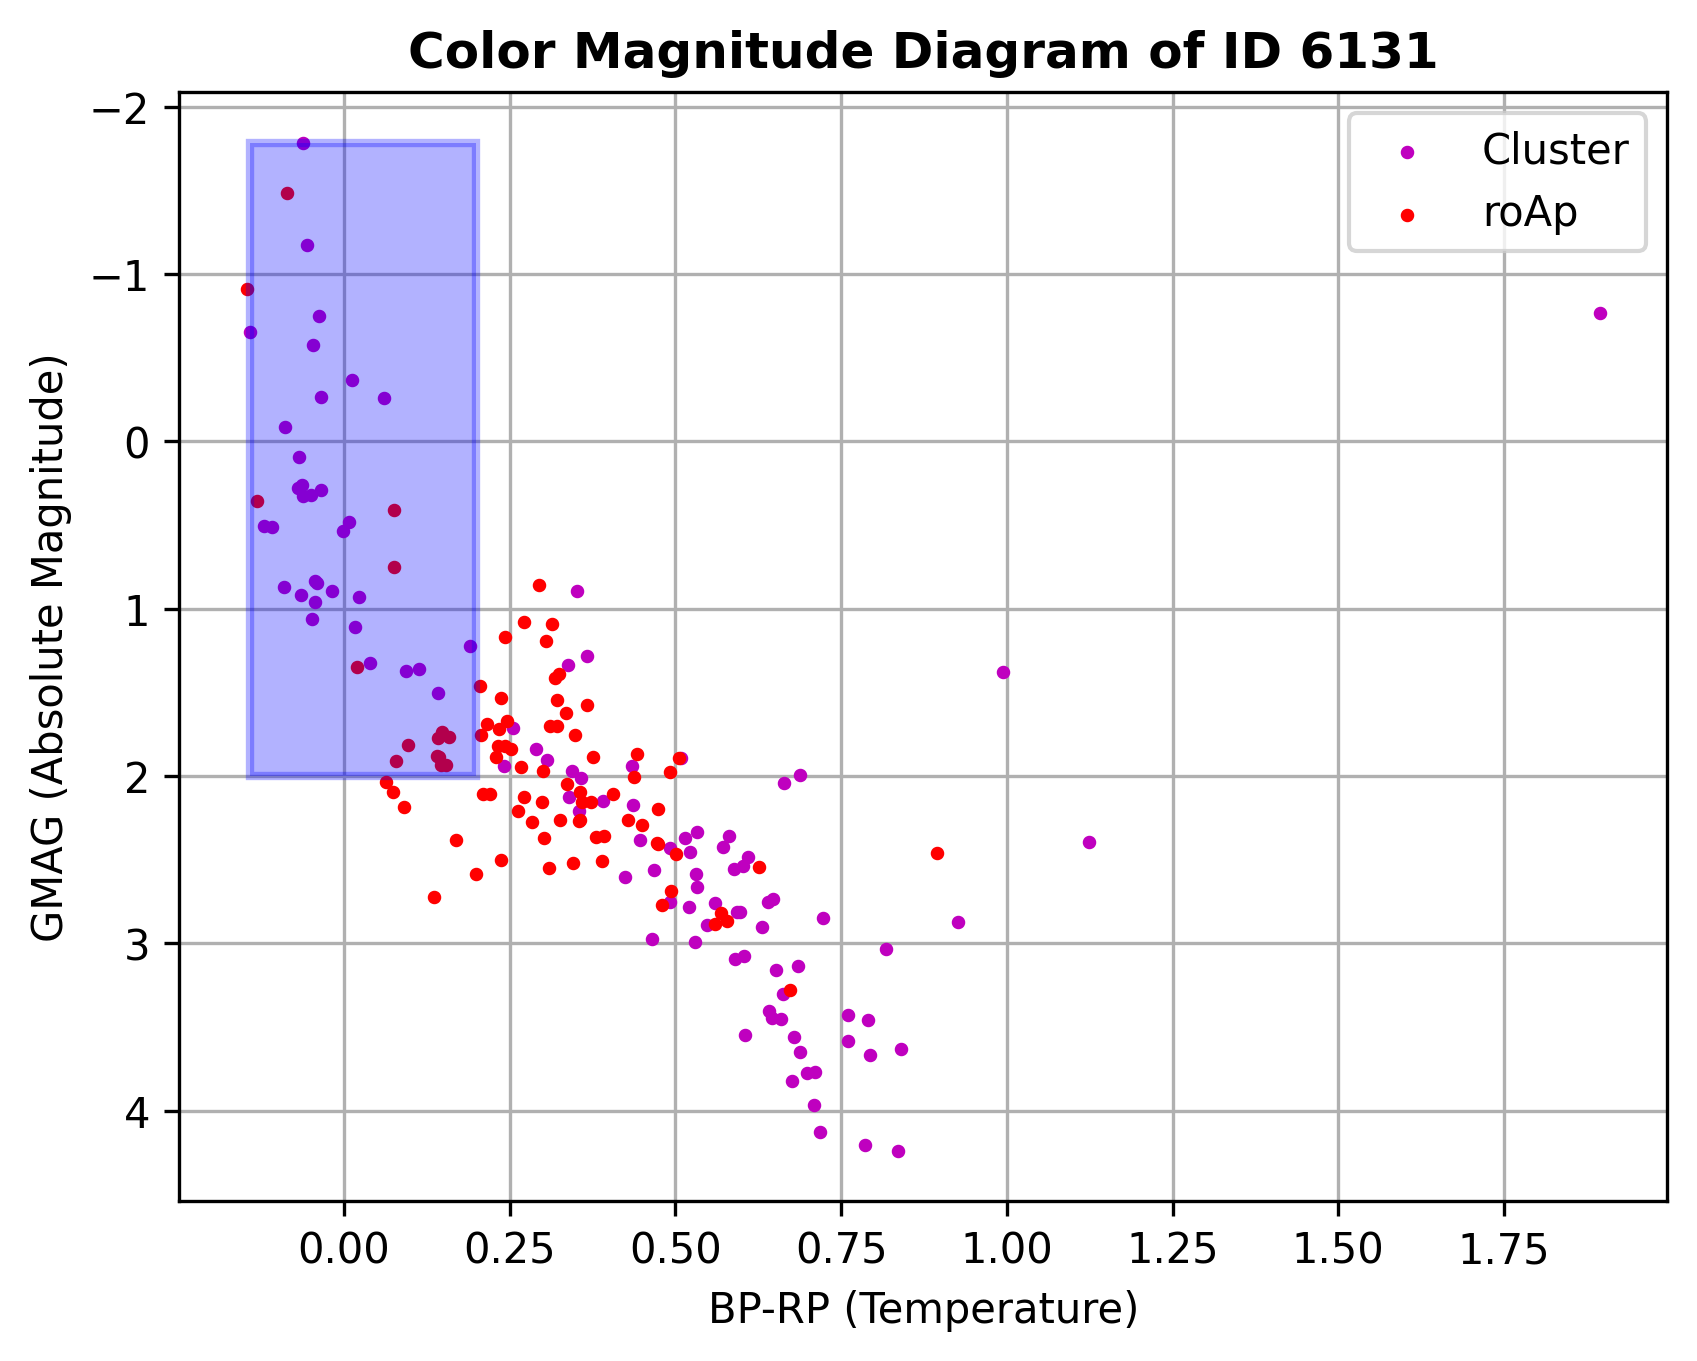 Color Magnitude Diagram of ID 6131
Cluster
roAp
GMAG (Absolute Magnitude)
−2
−1
0
1
2
3
4
0.00 0.25 0.50 0.75 1.00 1.25 1.50 1.75
BP-RP (Temperature)